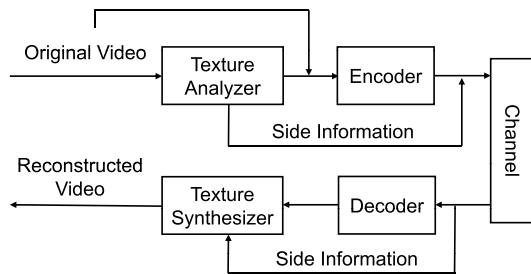 Original Video
Texture
Analyzer
Encoder
Side Information
Channel
Reconstructed
Video
Texture
Synthesizer
Decoder
Side Information